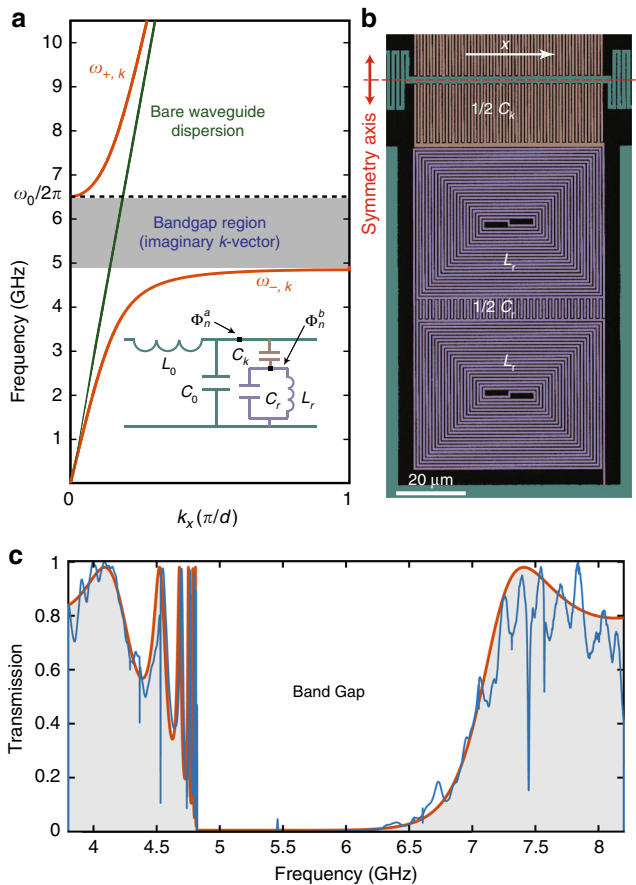 a
10
9
8
7
ω0/2π
6
5
4
3
2
1
0
1
Frequency (GHz)
kx(π/d)
ω+, k
Bare waveguide
dispersion
Bandgap region
(imaginary k-vector)
ω−, k
Φn^a
Φn^b
L0
C0
Ck
Cr
Lr
b
x
Symmetry axis
1/2 Ck
Lr
1/2 Cr
Lr
20 μm
c
1
0.8
0.6
0.4
0.2
0
Transmission
Band Gap
4
4.5
5
5.5
6
6.5
7
7.5
8
Frequency (GHz)